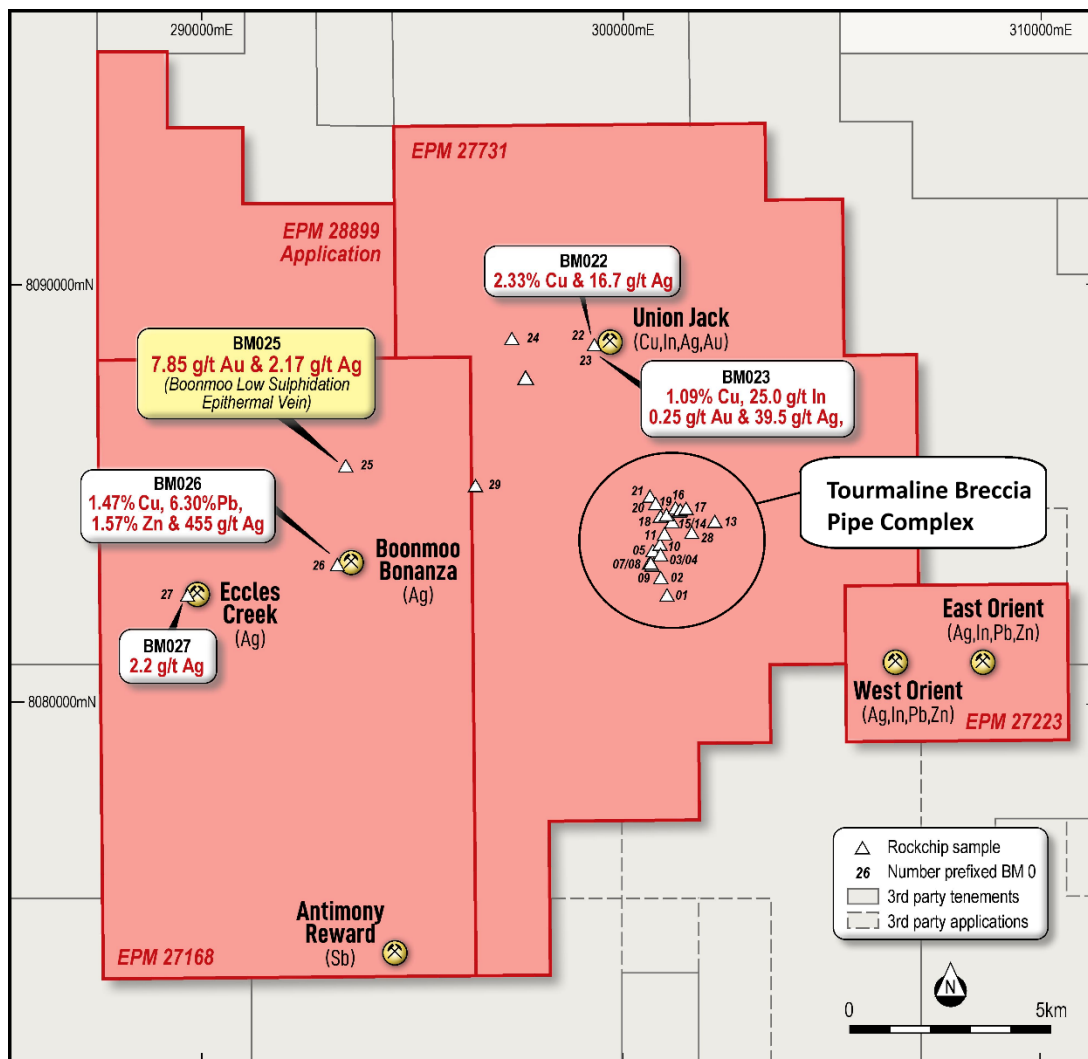 290000mE
300000mE
310000mE
EPM 27731
EPM 28899
Application
8090000mN
BM022
2.33% Cu & 16.7 g/t Ag
Union Jack
(Cu,In,Ag,Au)
22
23
24
BM025
7.85 g/t Au & 2.17 g/t Ag
(Boonmoo Low Sulphidation
Epithermal Vein)
BM023
1.09% Cu, 25.0 g/t In
0.25 g/t Au & 39.5 g/t Ag,
25
29
BM026
1.47% Cu, 6.30%Pb,
1.57% Zn & 455 g/t Ag
21
16
19
17
20
18
15/14
13
28
11
10
05
03/04
07/08
09
02
01
Tourmaline Breccia
Pipe Complex
26
Boonmoo
Bonanza
(Ag)
27
Eccles
Creek
(Ag)
BM027
2.2 g/t Ag
East Orient
(Ag,In,Pb,Zn)
West Orient
(Ag,In,Pb,Zn)
EPM 27223
8080000mN
Antimony
Reward
(Sb)
EPM 27168
Rockchip sample
26 Number prefixed BM 0
3rd party tenements
3rd party applications
N
0 5km